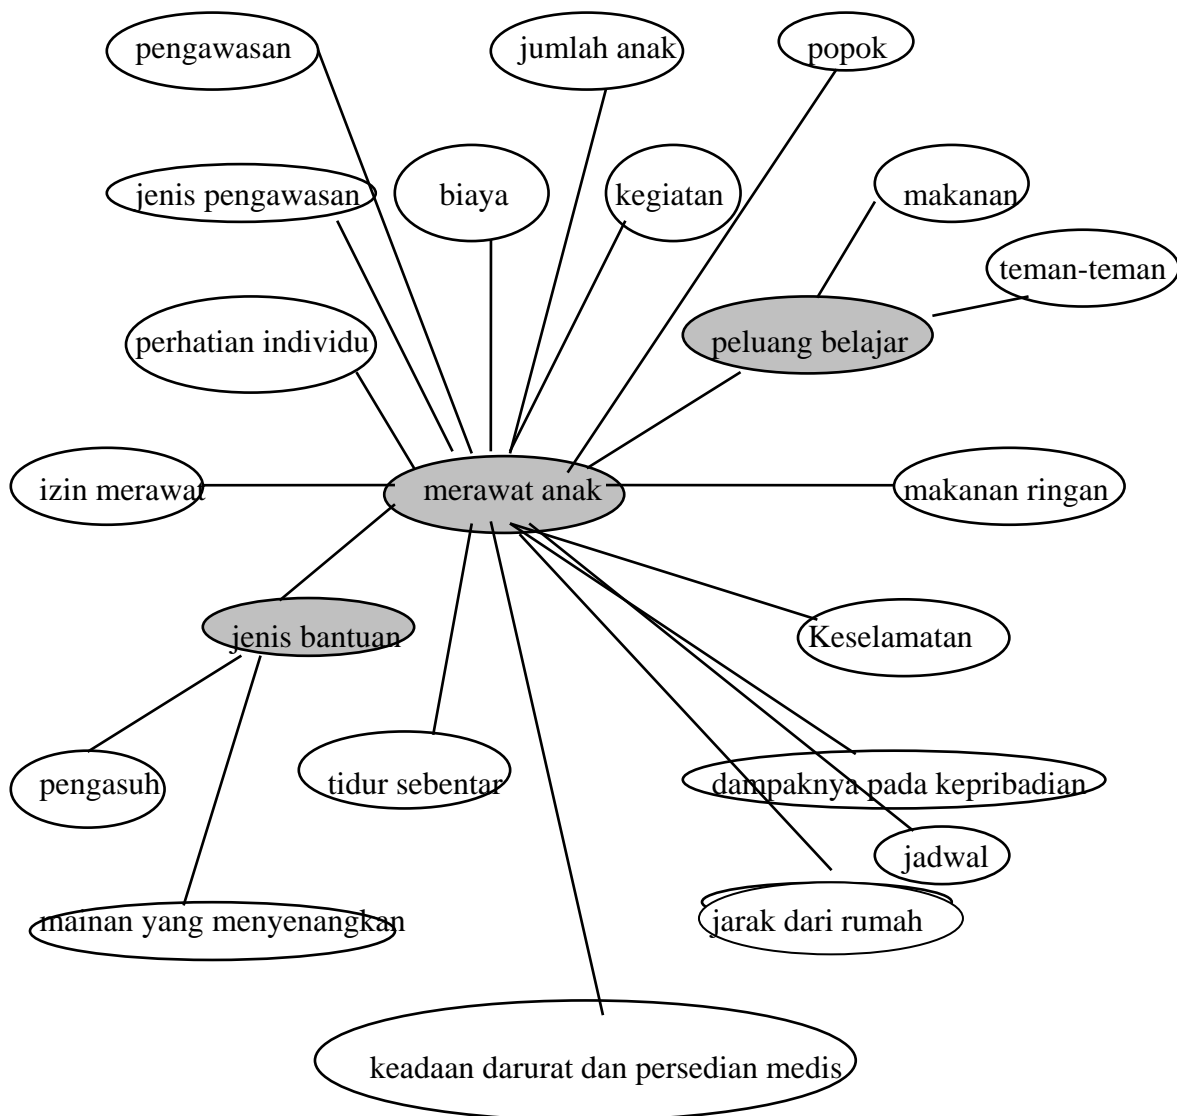 pengawasan
jumlah anak
popok
jenis pengawasan
biaya
kegiatan
makanan
teman-teman
perhatian individu
peluang belajar
izin merawat
merawat anak
makanan ringan
jenis bantuan
Keselamatan
pengasuh
tidur sebentar
dampaknya pada kepribadian
jadwal
mainan yang menyenangkan
jarak dari rumah
keadaan darurat dan persedian medis